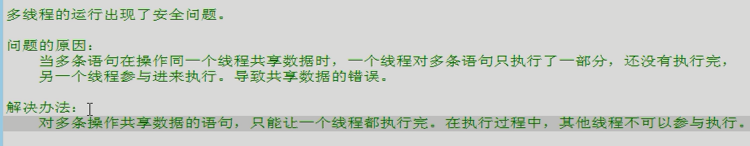 多线程的运行出现了安全问题。
问题的原因：
当多条语句在操作同一个线程共享数据时，一个线程对多条语句只执行了一部分，还没有执行完，
另一个线程参与进来执行。导致共享数据的错误。
解决办法：
对多条操作共享数据的语句，只能让一个线程都执行完。在执行过程中，其他线程不可以参与执行。